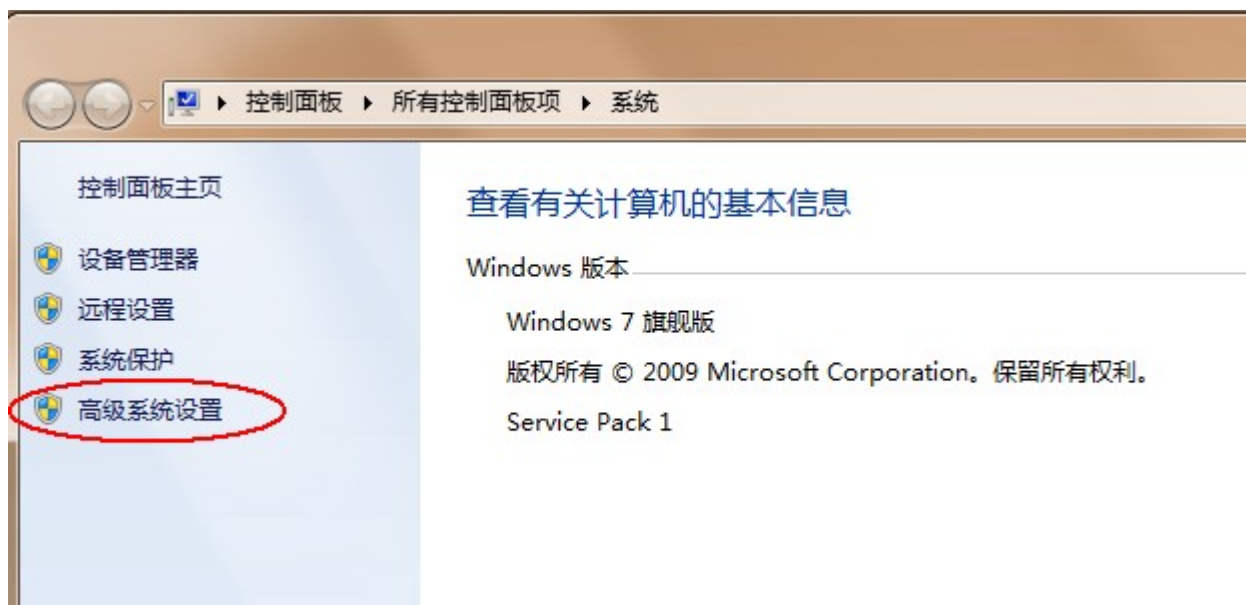 控制面板 ▸ 所有控制面板项 ▸ 系统
控制面板主页
设备管理器
远程设置
系统保护
高级系统设置
查看有关计算机的基本信息
Windows 版本
Windows 7 旗舰版
版权所有 © 2009 Microsoft Corporation。保留所有权利。
Service Pack 1